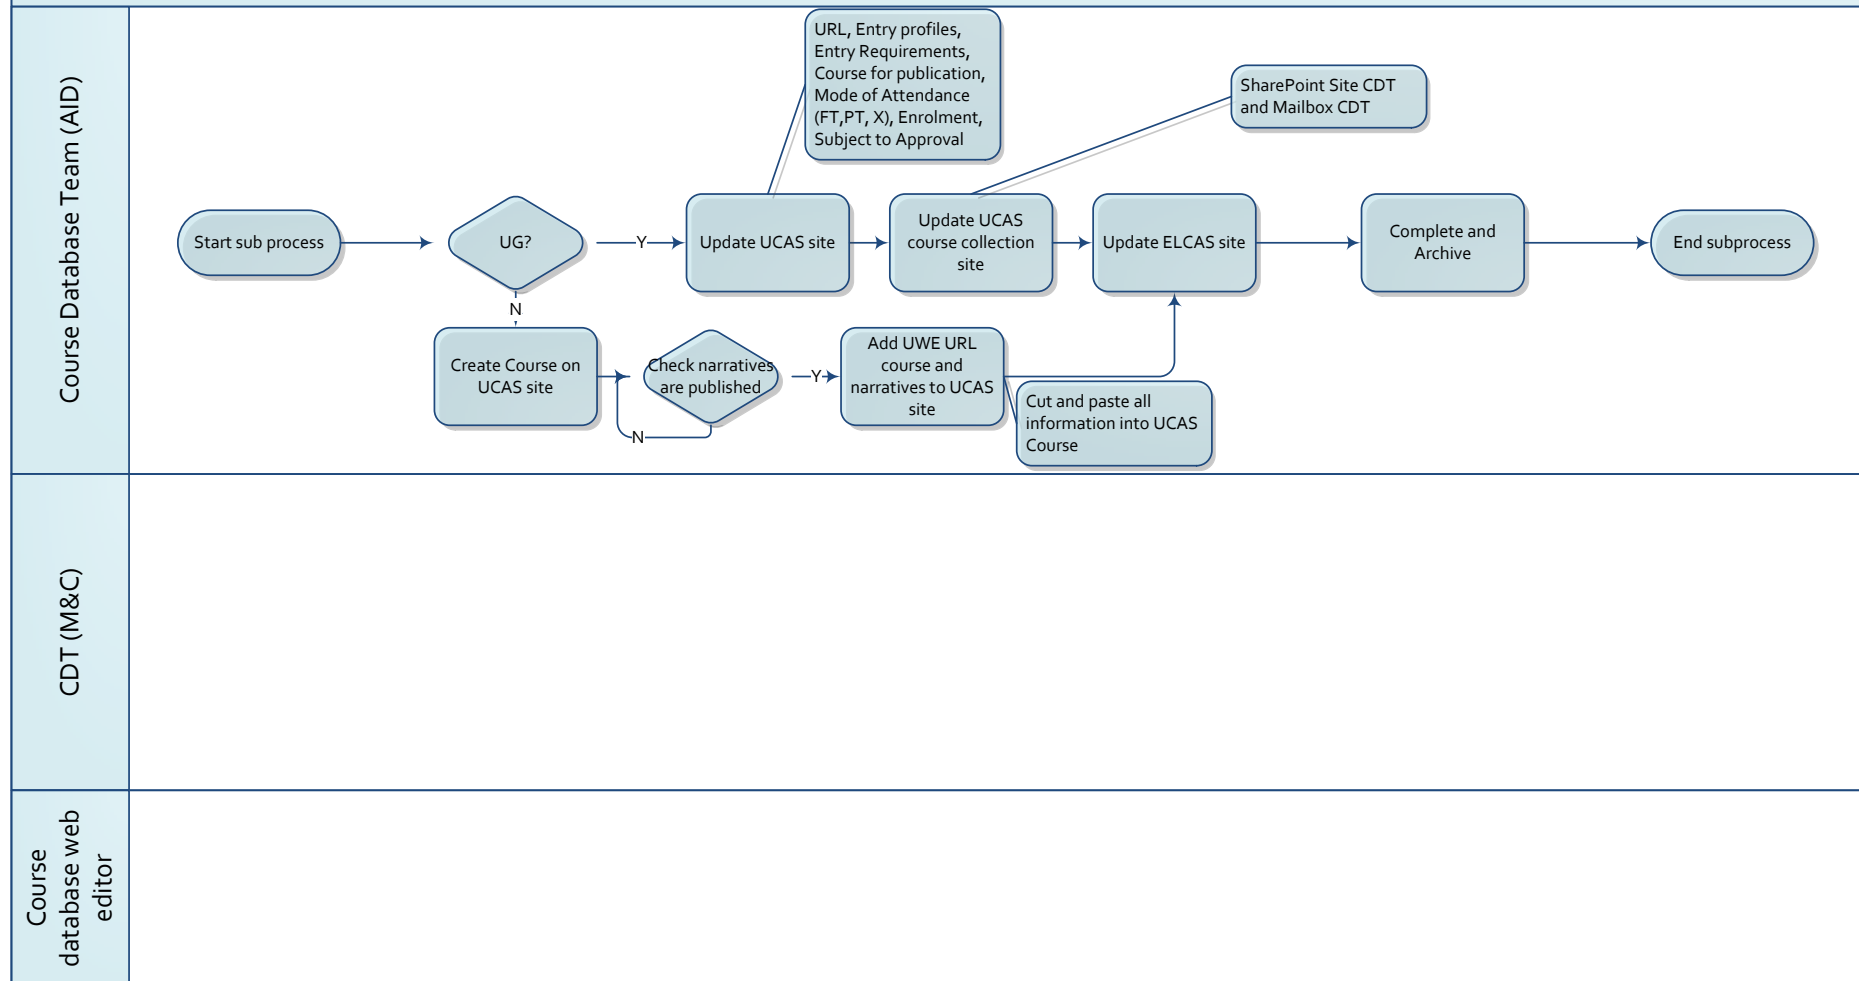 Course Database Team (AID)
URL, Entry profiles,
Entry Requirements,
Course for publication,
Mode of Attendance
(FT,PT, X), Enrolment,
Subject to Approval
SharePoint Site CDT
and Mailbox CDT
Start sub process
UG?
Y
Update UCAS site
Update UCAS
course collection
site
Update ELCAS site
Complete and
Archive
End subprocess
N
Create Course on
UCAS site
Check narratives
are published
Y
N
Add UWE URL
course and
narratives to UCAS
site
Cut and paste all
information into UCAS
Course
CDT (M&C)
Course
database web
editor